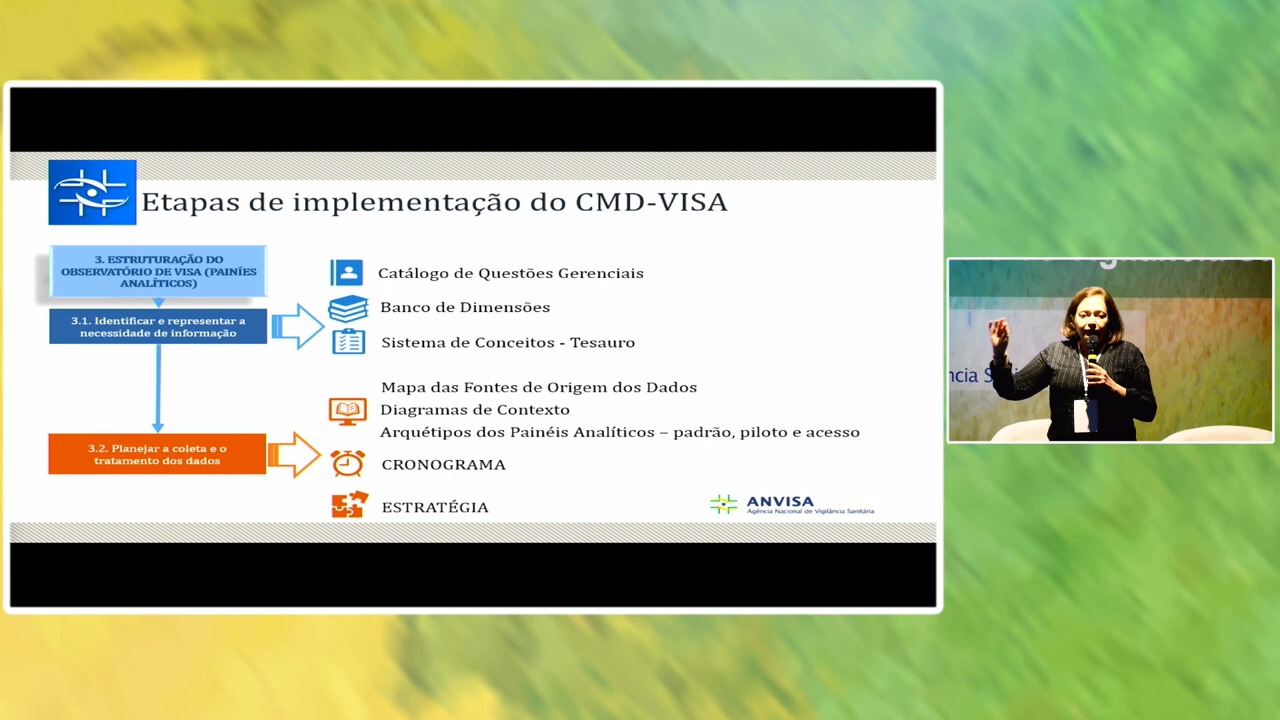 Etapas de implementação do CMD-VISA
3. ESTRUTURAÇÃO DO
OBSERVATÓRIO DE VISA (PAINÍES
ANALÍTICOS)
3.1. Identificar e representar a
necessidade de informação
Catálogo de Questões Gerenciais
Banco de Dimensões
Sistema de Conceitos - Tesauro
3.2. Planejar a coleta e o
tratamento dos dados
Mapa das Fontes de Origem dos Dados
Diagramas de Contexto
Arquétipos dos Painéis Analíticos – padrão, piloto e acesso
CRONOGRAMA
ESTRATÉGIA
ANVISA
Agência Nacional de Vigilância Sanitária